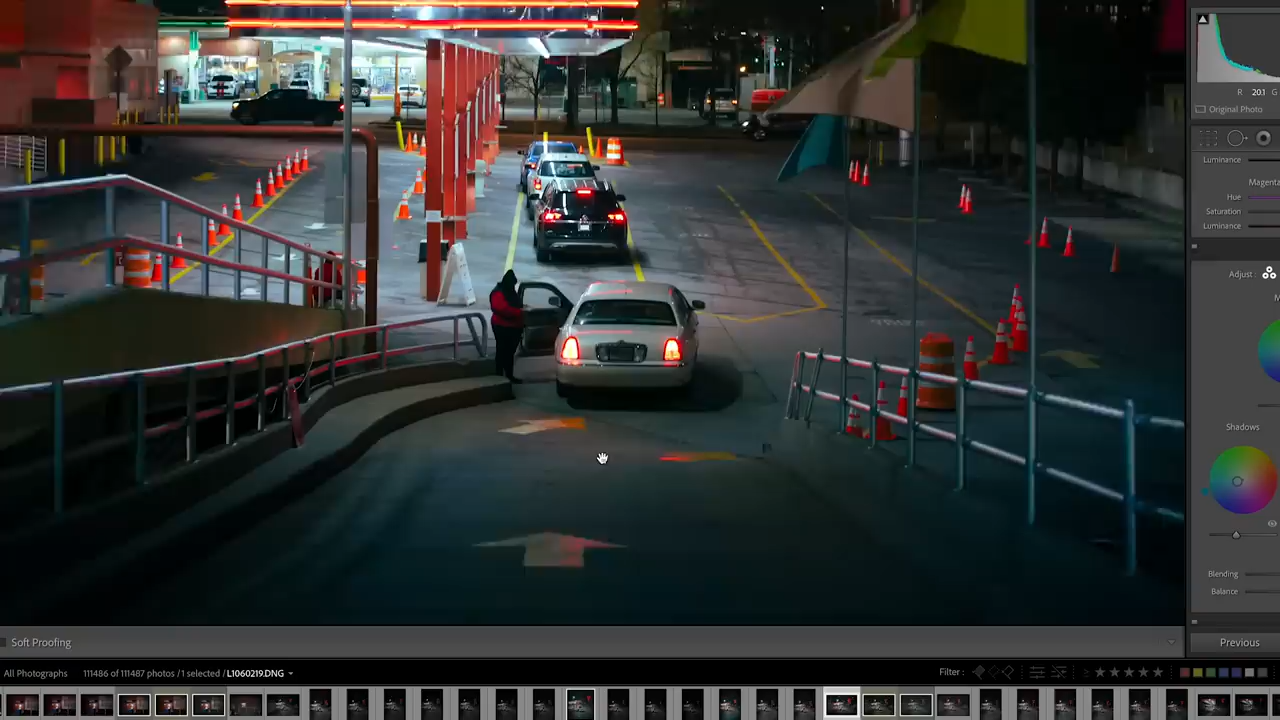 R 201 G
Original Photo
Luminance
Magenta
Hue
Saturation
Luminance
Adjust :
Shadows
Blending
Balance
Soft Proofing
Previous
All Photographs 111486 of 111487 photos / 1 selected / L1060219.DNG
Filter :